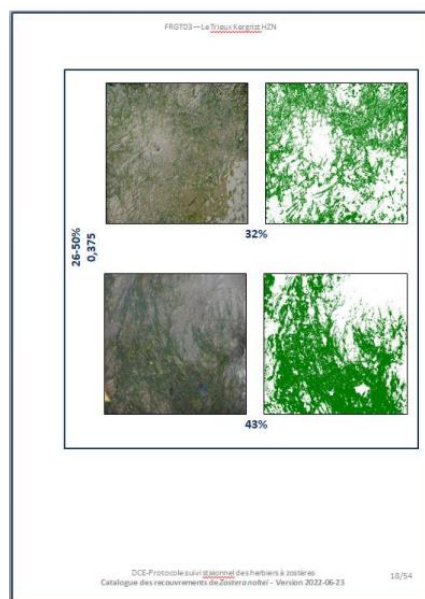 FRGT03—Le Trieux Kergrist HZN
26-50%
0,375
32%
43%
DCE-Protocole suivi stationnel des herbiers à zostères
Catalogue des recouvrements de Zostera noltei - Version 2022-06-23
18/54